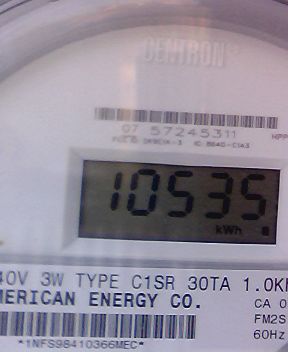 CENTRON®
07 57245311
10535
kWh
40V 3W TYPE C1SR 30TA 1.0K
MERICAN ENERGY CO.
CA 0
FM2S
60Hz
*1NFS98410366MEC*